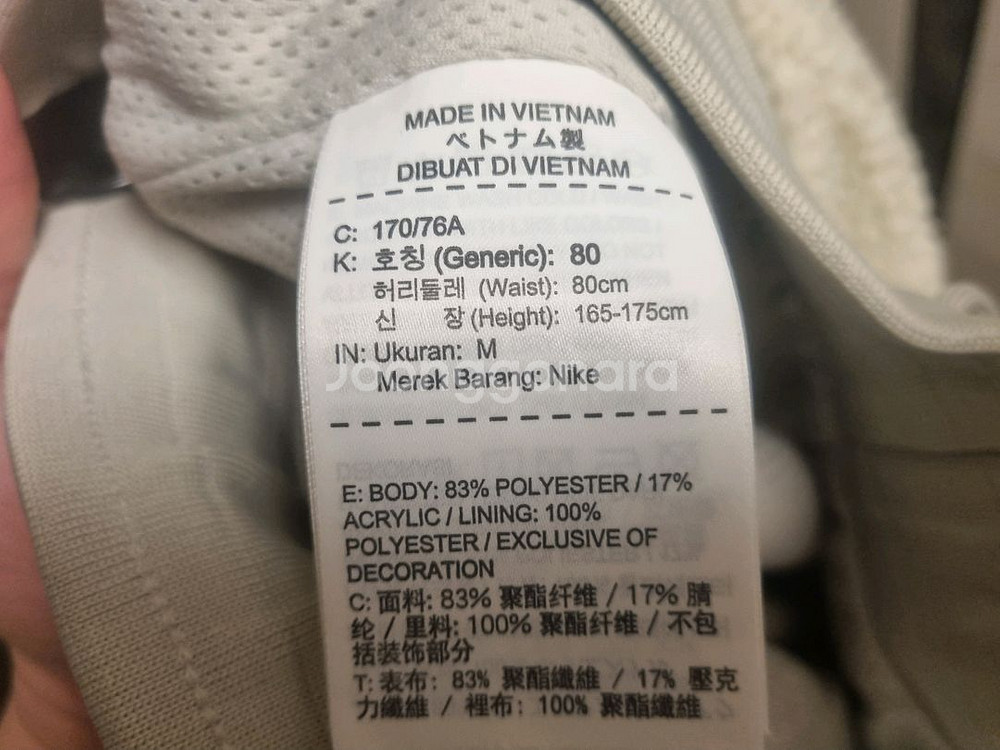 MADE IN VIETNAM
ベトナム製
DIBUAT DI VIETNAM
C: 170/76A
K: 호칭 (Generic): 80
허리둘레 (Waist): 80cm
신 장 (Height): 165-175cm
IN: Ukuran: M
Merek Barang: Nike
Joonggonara
E: BODY: 83% POLYESTER / 17%
ACRYLIC / LINING: 100%
POLYESTER / EXCLUSIVE OF
DECORATION
C: 面料: 83% 聚酯纤维 / 17% 腈
纶 / 里料: 100% 聚酯纤维 / 不包
括装饰部分
T: 表布: 83% 聚酯纖維 / 17% 壓克
力纖維 / 裡布: 100% 聚酯纖維